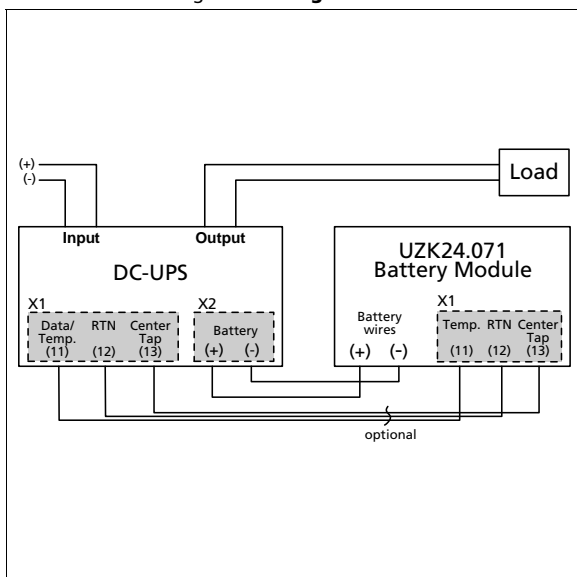 (+)
(-)
Load
Input
Output
DC-UPS
X1
X2
Data/
Temp.
(11)
RTN
(12)
Center
Tap
(13)
Battery
(+) (-)
UZK24.071
Battery Module
X1
Battery
wires
(+) (-)
Temp.
(11)
RTN
(12)
Center
Tap
(13)
optional